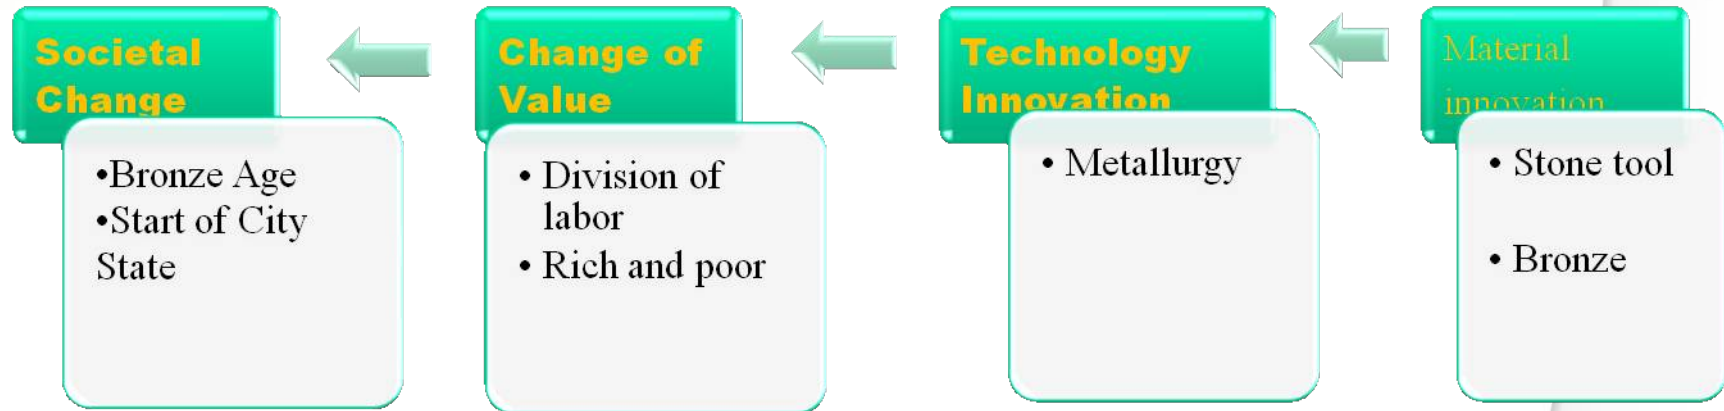 Societal
Change
•Bronze Age
•Start of City
State
Change of
Value
• Division of
labor
• Rich and poor
Technology
Innovation
• Metallurgy
Material
innovation
• Stone tool
• Bronze